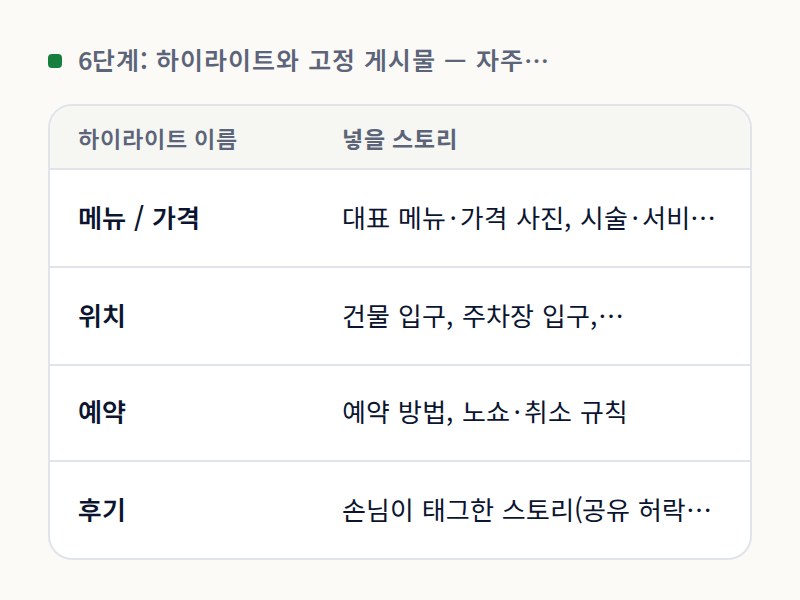 6단계: 하이라이트와 고정 게시물 — 자주…
하이라이트 이름 넣을 스토리
메뉴 / 가격 대표 메뉴·가격 사진, 시술·서비…
위치 건물 입구, 주차장 입구,…
예약 예약 방법, 노쇼·취소 규칙
후기 손님이 태그한 스토리(공유 허락…